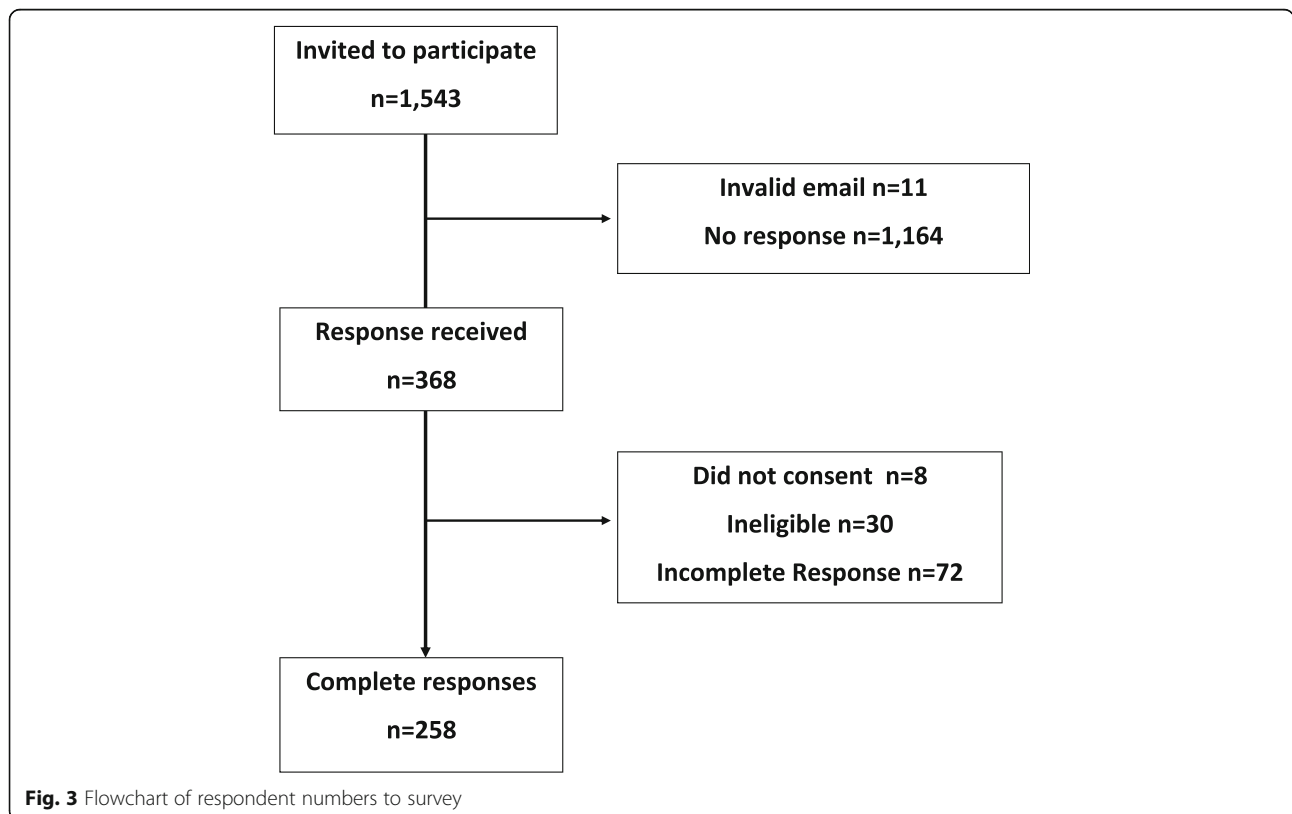 Invited to participate
n=1,543
Invalid email n=11
No response n=1,164
Response received
n=368
Did not consent n=8
Ineligible n=30
Incomplete Response n=72
Complete responses
n=258
Fig. 3 Flowchart of respondent numbers to survey